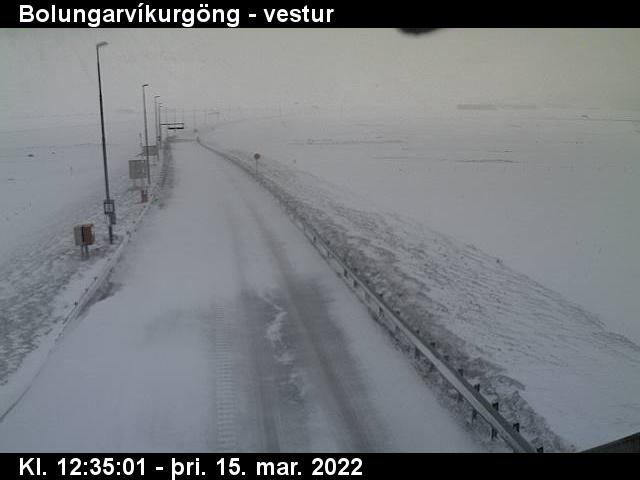 Bolungarvíkurgöng - vestur
Kl. 12:35:01 - þri. 15. mar. 2022